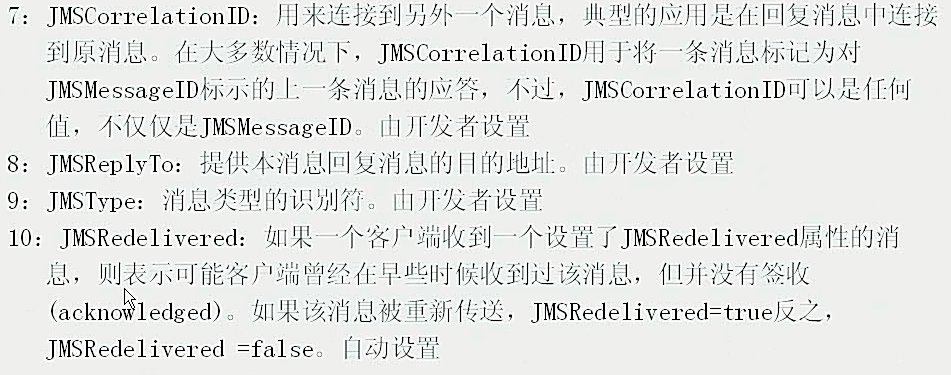 7：JMSCorrelationID：用来连接到另外一个消息，典型的应用是在回复消息中连接
到原消息。在大多数情况下，JMSCorrelationID用于将一条消息标记为对
JMSMessageID标示的上一条消息的应答，不过，JMSCorrelationID可以是任何
值，不仅仅是JMSMessageID。由开发者设置
8：JMSReplyTo：提供本消息回复消息的目的地址。由开发者设置
9：JMSType：消息类型的识别符。由开发者设置
10：JMSRedelivered：如果一个客户端收到一个设置了JMSRedelivered属性的消
息，则表示可能客户端曾经在早些时候收到过该消息，但并没有签收
(acknowledged)。如果该消息被重新传送，JMSRedelivered=true反之，
JMSRedelivered =false。自动设置